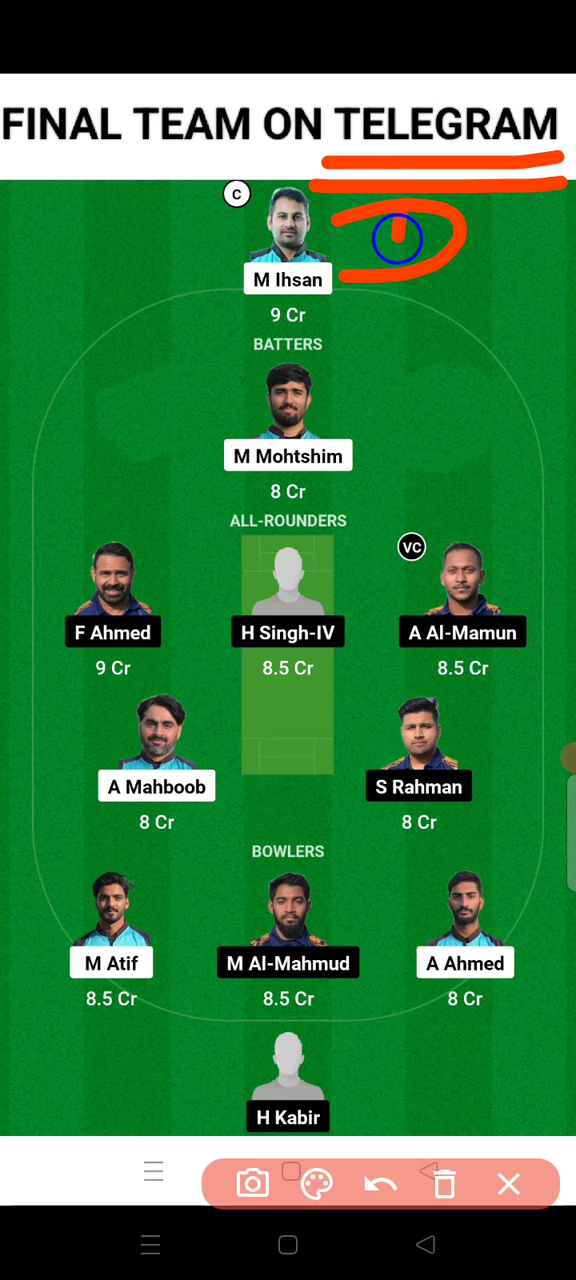 FINAL TEAM ON TELEGRAM
C
M Ihsan
9 Cr
BATTERS
M Mohtshim
8 Cr
ALL-ROUNDERS
VC
F Ahmed H Singh-IV A Al-Mamun
9 Cr 8.5 Cr 8.5 Cr
A Mahboob S Rahman
8 Cr 8 Cr
BOWLERS
M Atif M Al-Mahmud A Ahmed
8.5 Cr 8.5 Cr 8 Cr
H Kabir